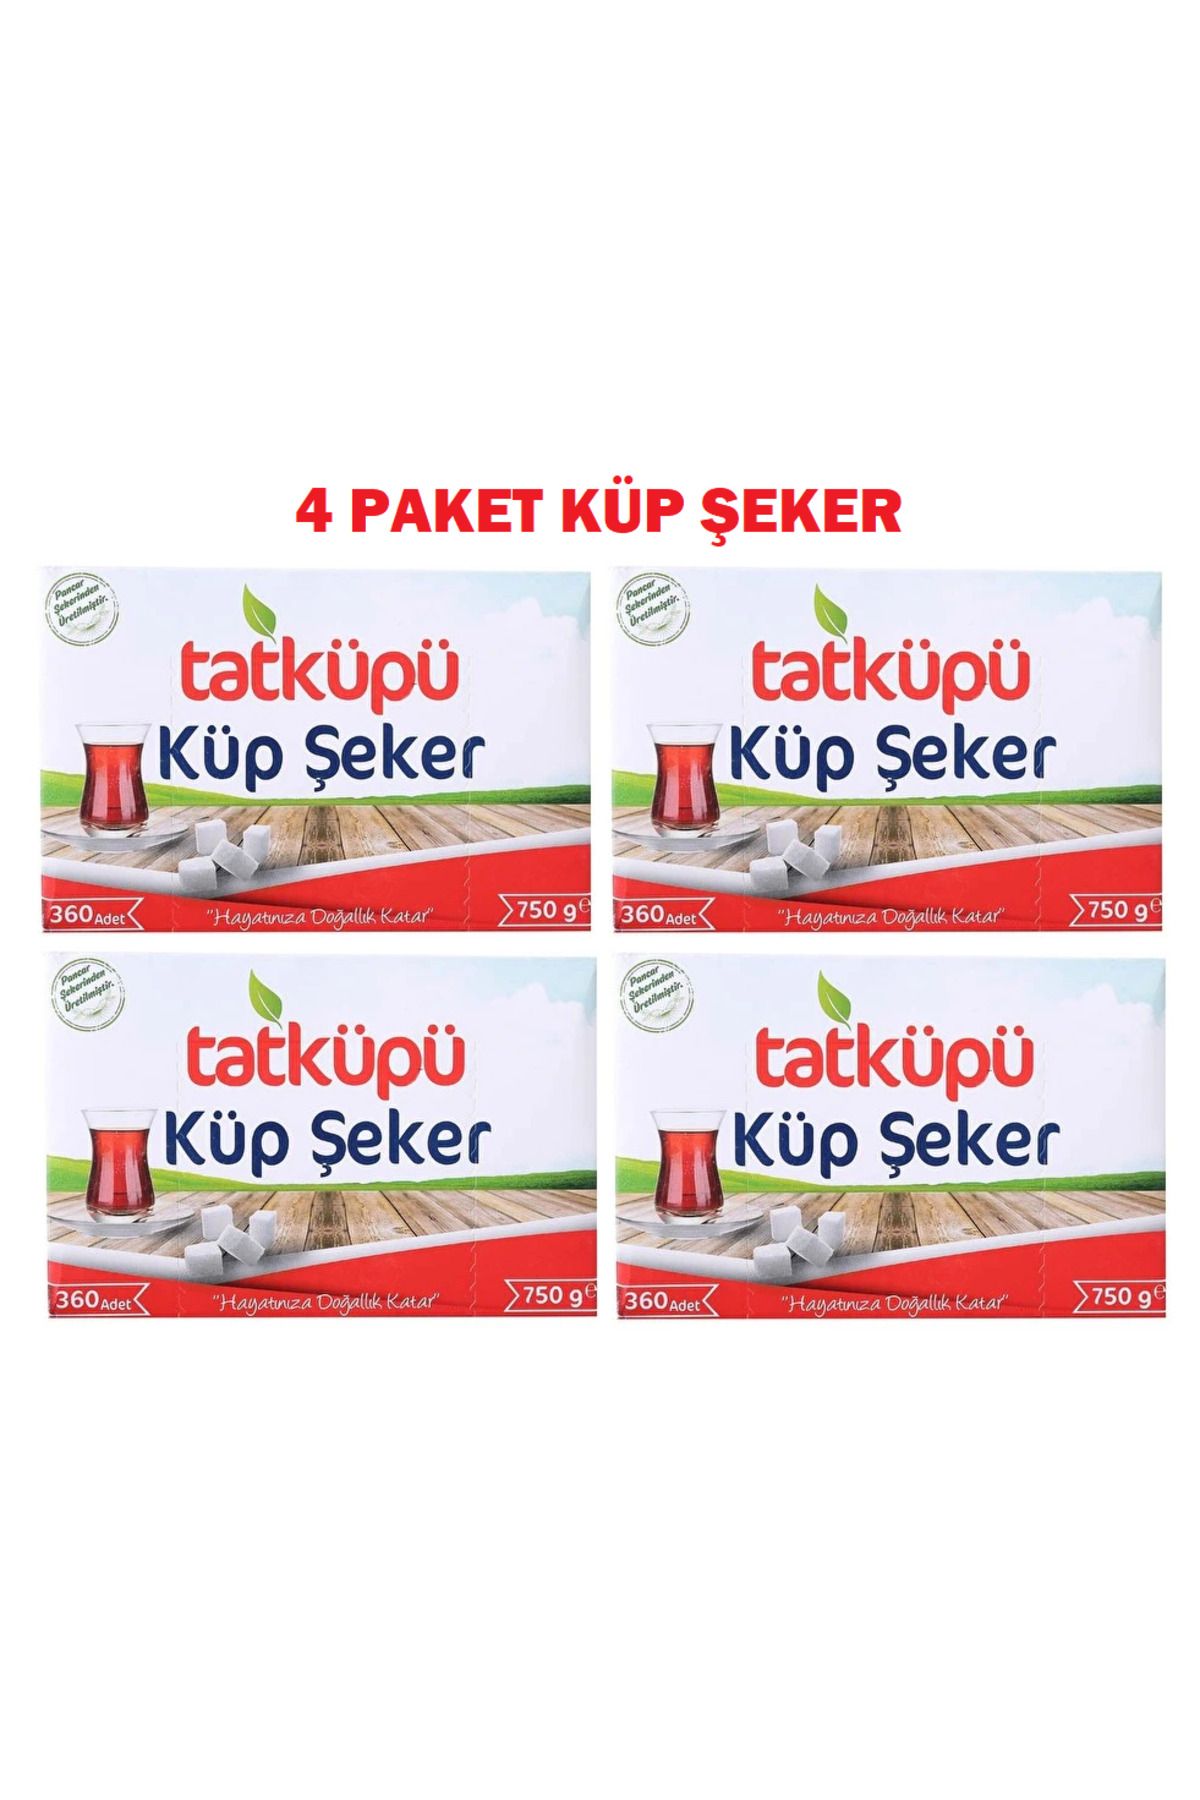 4 PAKET KÜP ŞEKER
Pancar
Şekerinden
Üretilmiştir.
tatküpü
Küp Şeker
360 Adet
"Hayatınıza Doğallık Katar"
750 g e
Pancar
Şekerinden
Üretilmiştir.
tatküpü
Küp Şeker
360 Adet
"Hayatınıza Doğallık Katar"
750 g e
Pancar
Şekerinden
Üretilmiştir.
tatküpü
Küp Şeker
360 Adet
"Hayatınıza Doğallık Katar"
750 g e
Pancar
Şekerinden
Üretilmiştir.
tatküpü
Küp Şeker
360 Adet
"Hayatınıza Doğallık Katar"
750 g e